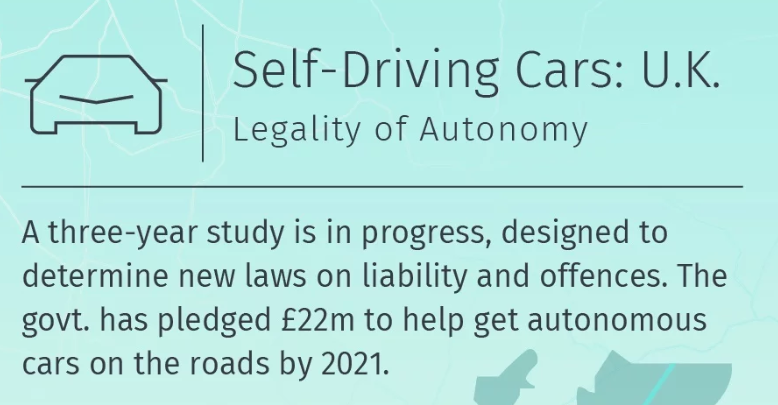 Self-Driving Cars: U.K.
Legality of Autonomy
A three-year study is in progress, designed to
determine new laws on liability and offences. The
govt. has pledged £22m to help get autonomous
cars on the roads by 2021.